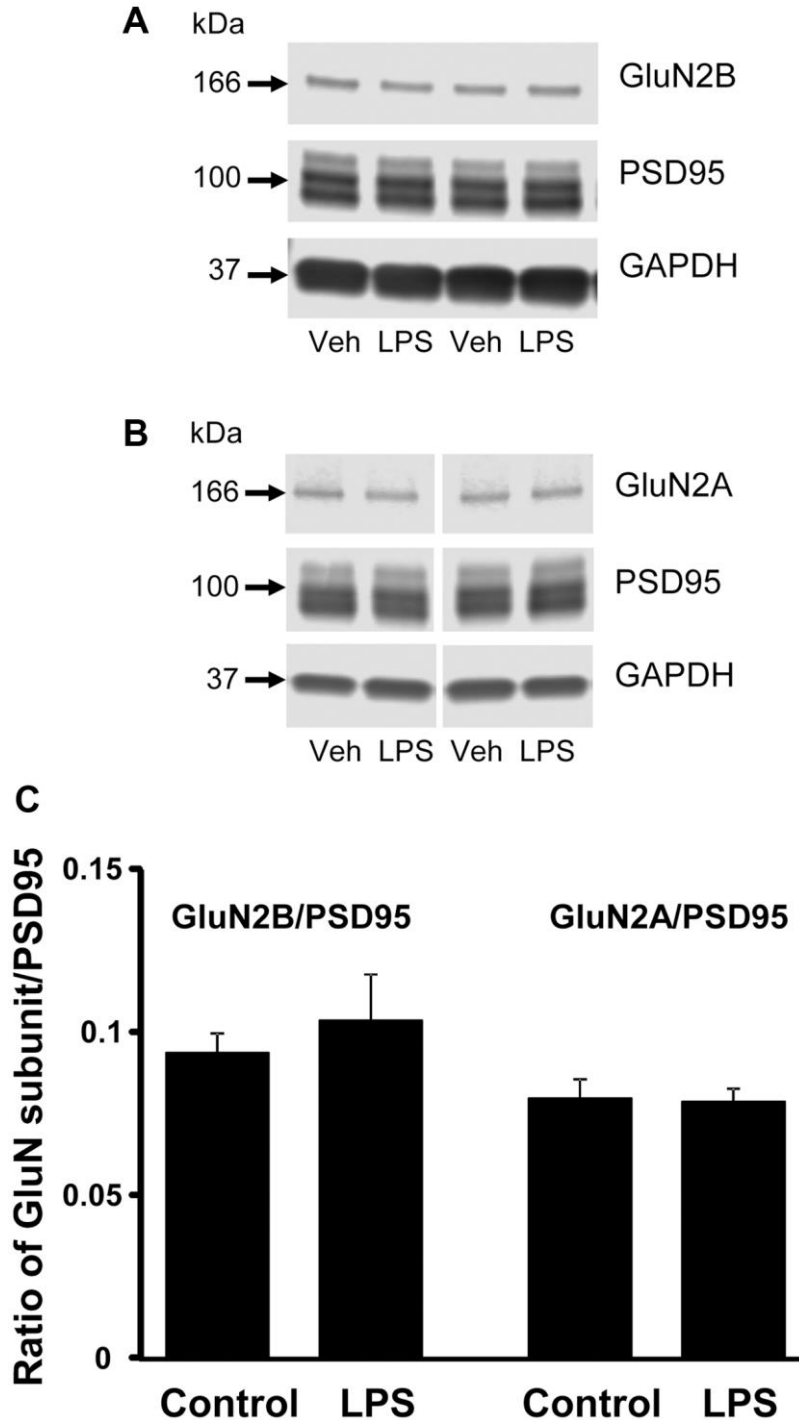 A kDa
166 GluN2B
100 PSD95
37 GAPDH
Veh LPS Veh LPS
B kDa
166 GluN2A
100 PSD95
37 GAPDH
Veh LPS Veh LPS
C
Ratio of GluN subunit/PSD95
0.15
GluN2B/PSD95 GluN2A/PSD95
0.1
0.05
0
Control LPS Control LPS